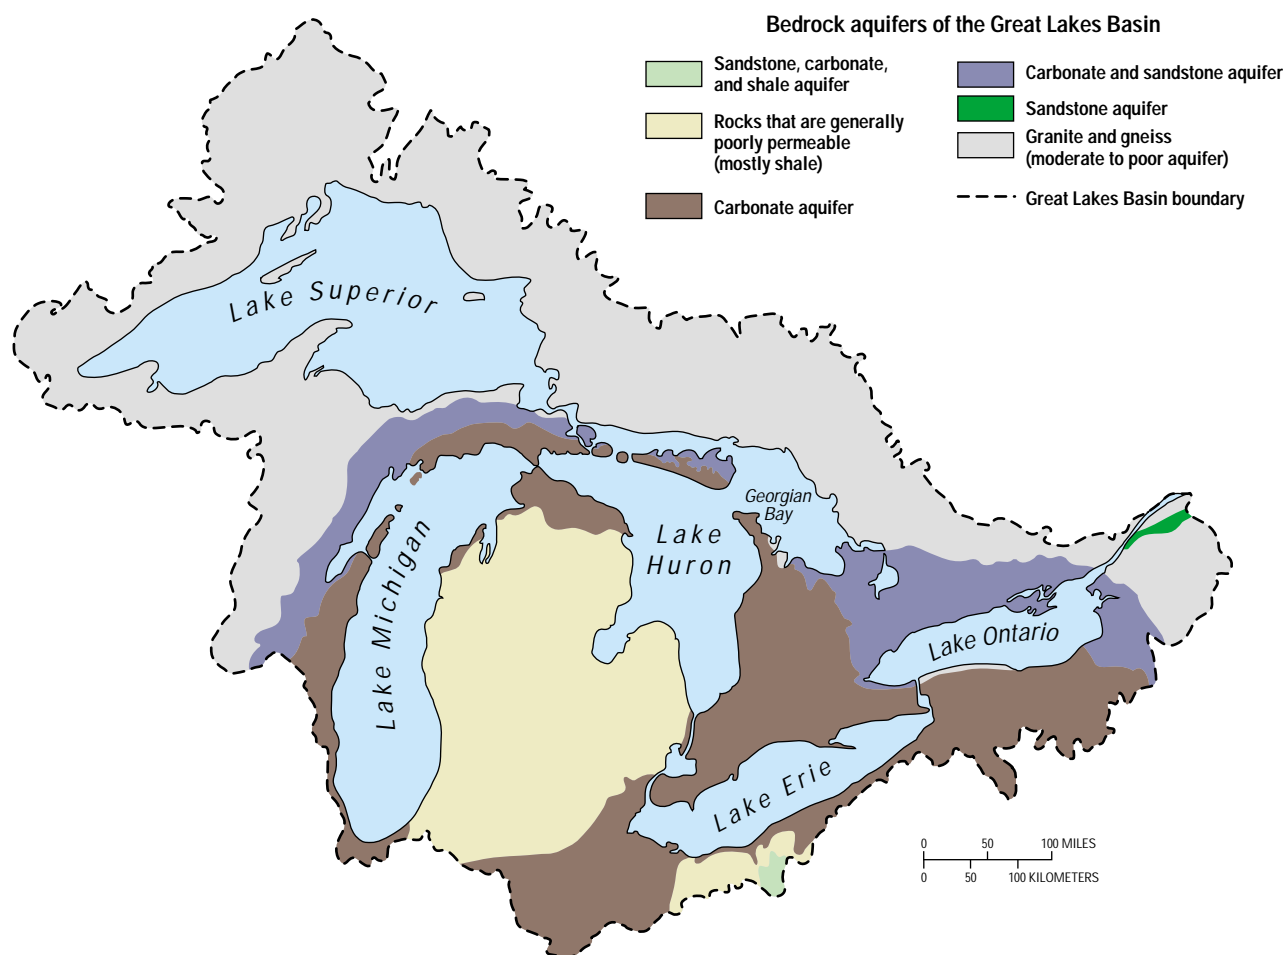 Bedrock aquifers of the Great Lakes Basin
Sandstone, carbonate,
and shale aquifer
Rocks that are generally
poorly permeable
(mostly shale)
Carbonate aquifer
Carbonate and sandstone aquifer
Sandstone aquifer
Granite and gneiss
(moderate to poor aquifer)
Great Lakes Basin boundary
Lake Superior
Georgian
Bay
Lake
Huron
Lake Michigan
Lake Ontario
Lake Erie
0 50 100 MILES
0 50 100 KILOMETERS